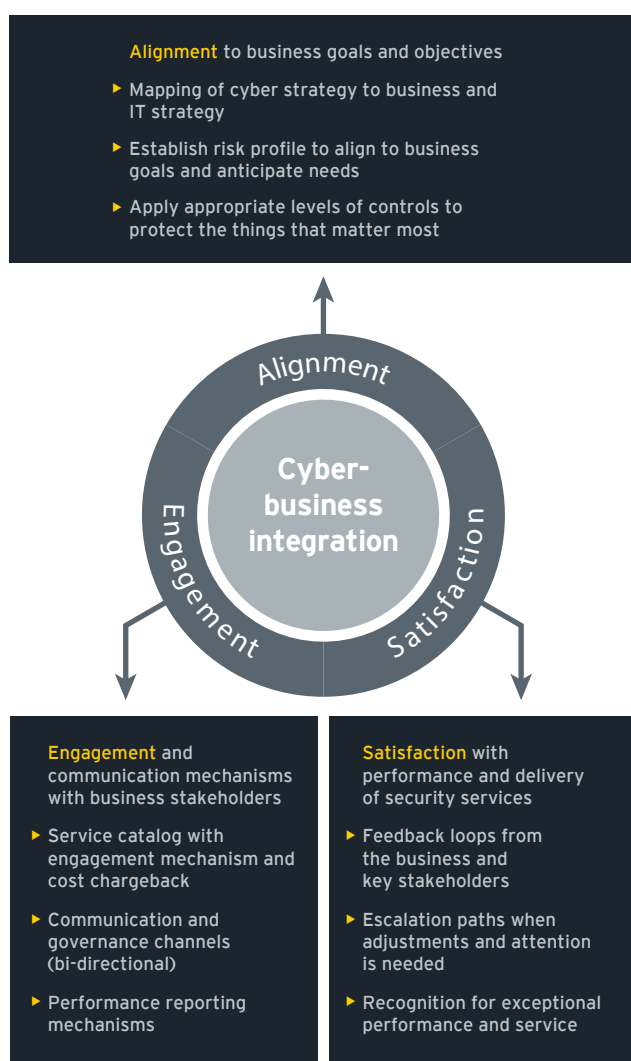 Alignment to business goals and objectives
Mapping of cyber strategy to business and
IT strategy
Establish risk profile to align to business
goals and anticipate needs
Apply appropriate levels of controls to
protect the things that matter most
Alignment
Cyber-
business
integration
Engagement
Satisfaction
Engagement and
communication mechanisms
with business stakeholders
Service catalog with
engagement mechanism and
cost chargeback
Communication and
governance channels
(bi-directional)
Performance reporting
mechanisms
Satisfaction with
performance and delivery
of security services
Feedback loops from
the business and
key stakeholders
Escalation paths when
adjustments and attention
is needed
Recognition for exceptional
performance and service